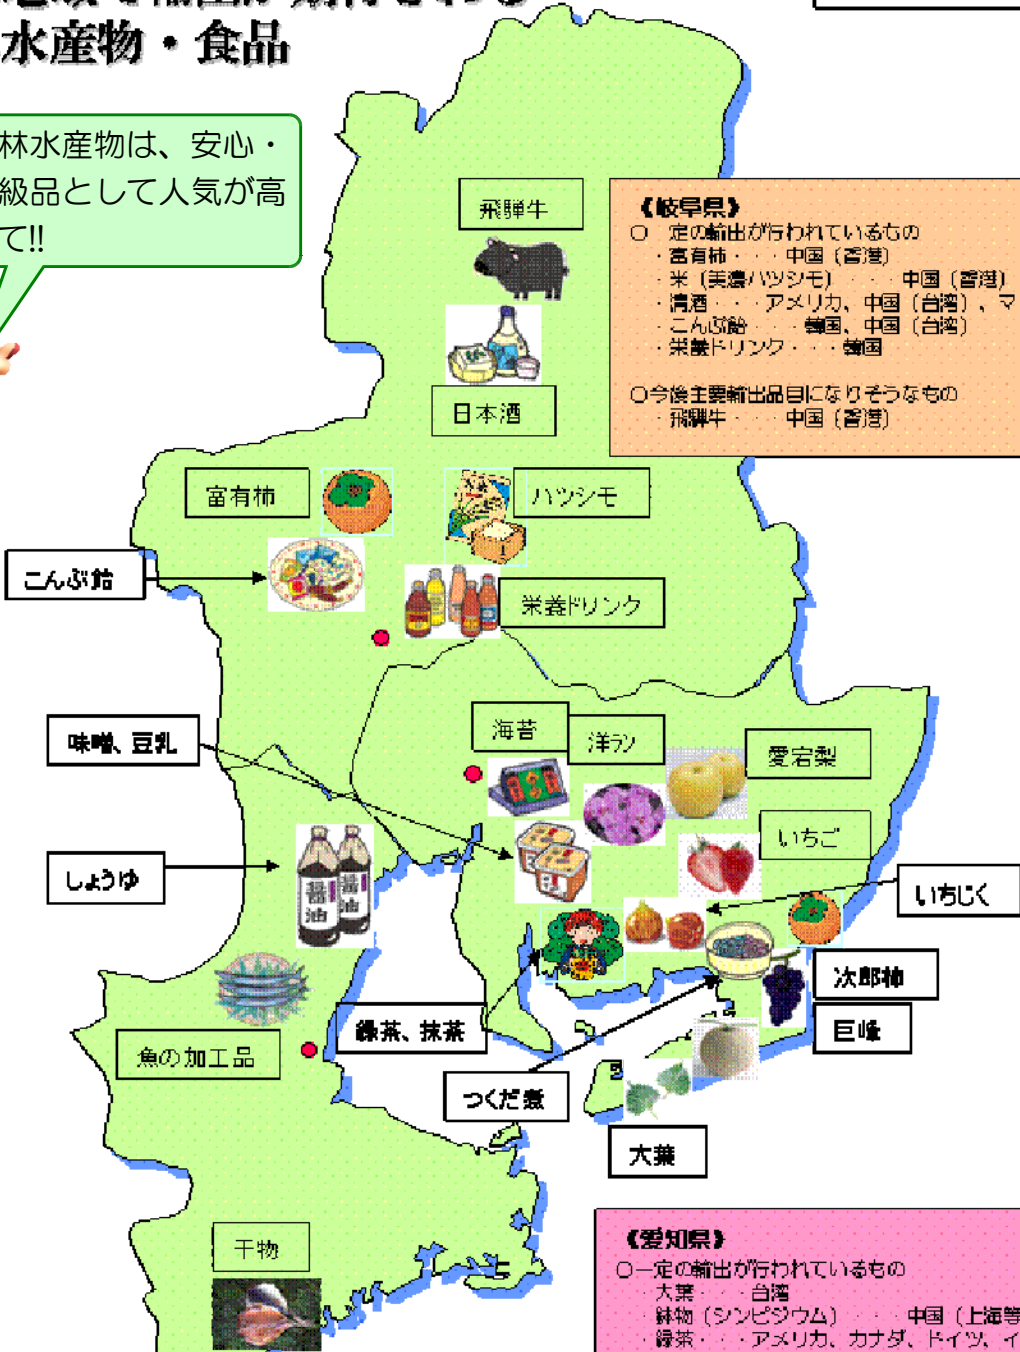 水産物・食品
林水産物は、安心・
級品として人気が高
て!!
飛騨牛
日本酒
富有柿
ハツシモ
こんぶ飴
栄養ドリンク
《岐阜県》
○一定の輸出が行われているもの
・富有柿・・・中国（香港）
・米（美濃ハツシモ）・・・中国（香港）
・清酒・・・アメリカ、中国（台湾）、マ
・こんぶ飴・・・韓国、中国（台湾）
・栄養ドリンク・・・韓国
○今後主要輸出品目になりそうなもの
・飛騨牛・・・中国（香港）
味噌、豆乳
海苔
洋ラン
愛宕梨
いちご
しょうゆ
醤油
醤油
いちじく
次郎柿
巨峰
緑茶、抹茶
魚の加工品
つくだ煮
大葉
干物
《愛知県》
○一定の輸出が行われているもの
・大葉・・・台湾
・鉢物（シンビジウム）・・・中国（上海等
・緑茶・・・アメリカ、カナダ、ドイツ、イ